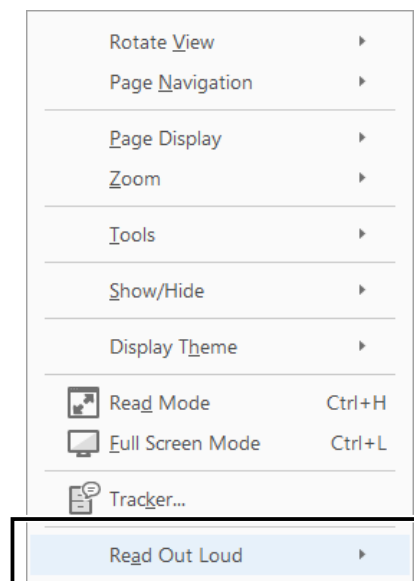 Rotate View
Page Navigation
Page Display
Zoom
Tools
Show/Hide
Display Theme
Read Mode Ctrl+H
Full Screen Mode Ctrl+L
Tracker...
Read Out Loud